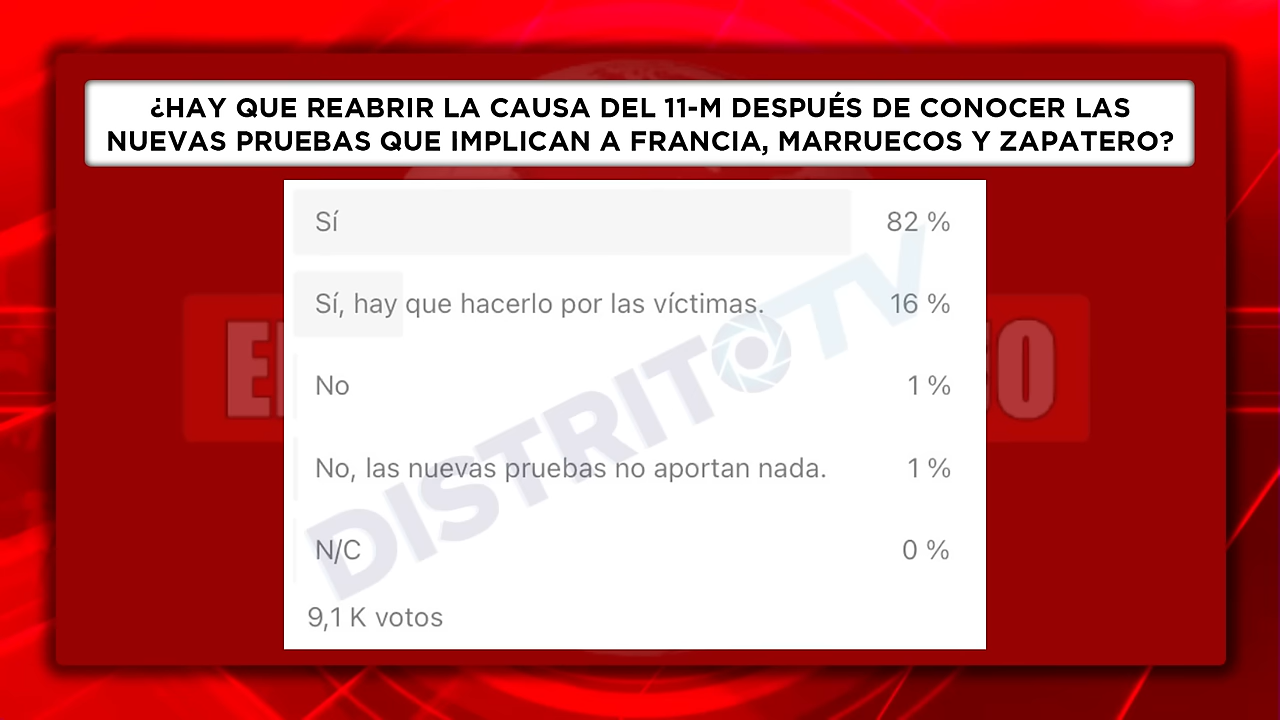 ¿HAY QUE REABRIR LA CAUSA DEL 11-M DESPUÉS DE CONOCER LAS
NUEVAS PRUEBAS QUE IMPLICAN A FRANCIA, MARRUECOS Y ZAPATERO?
Sí 82 %
Sí, hay que hacerlo por las víctimas. 16 %
No 1 %
No, las nuevas pruebas no aportan nada. 1 %
N/C 0 %
9,1 K votos
DISTRITO TV